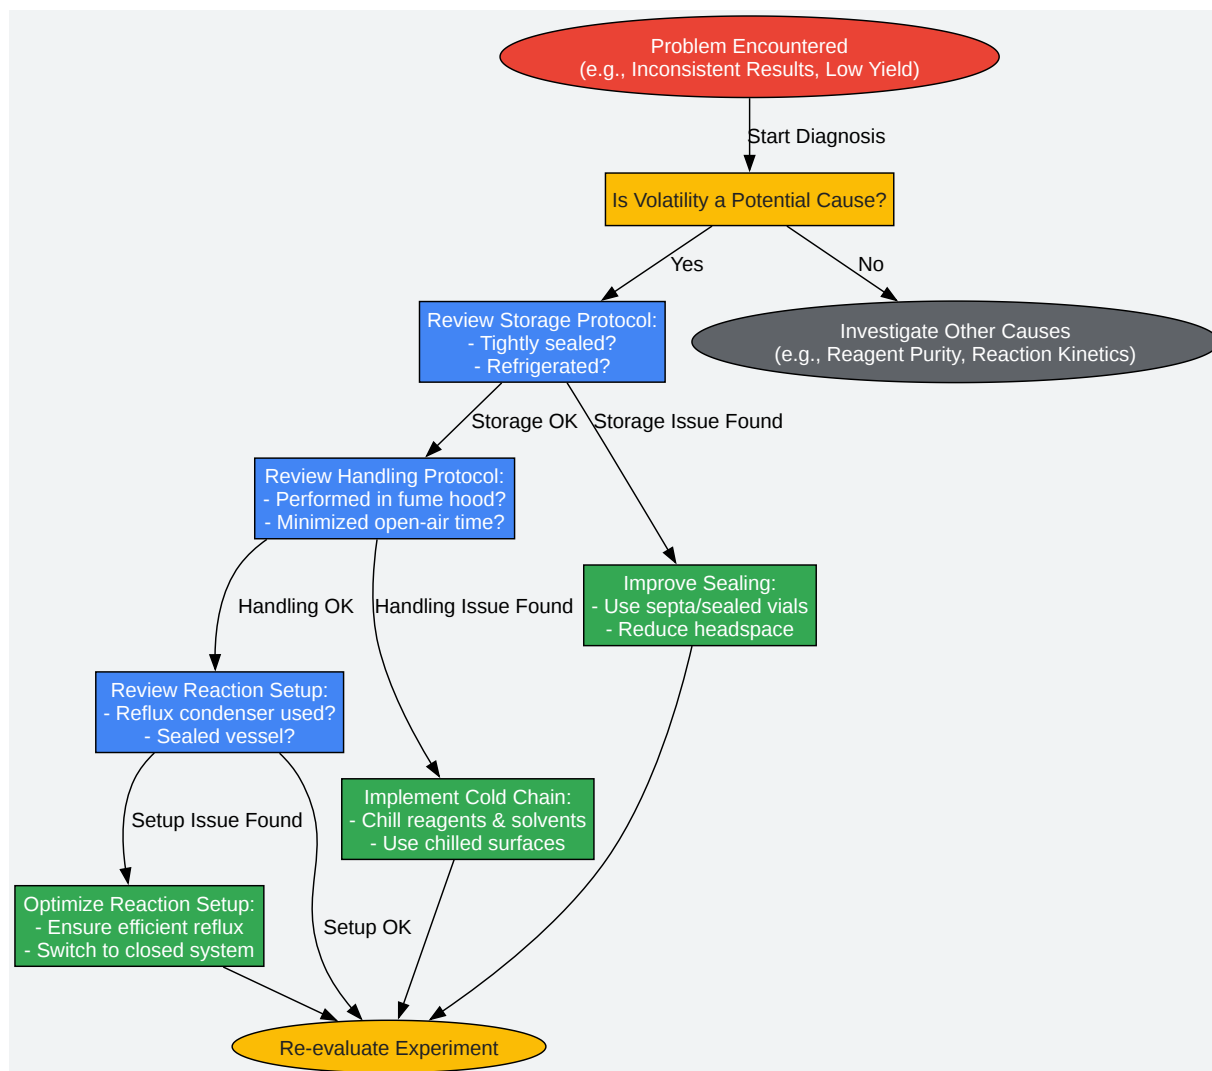 Problem Encountered
(e.g., Inconsistent Results, Low Yield)
Start Diagnosis
Is Volatility a Potential Cause?
Yes
No
Review Storage Protocol:
- Tightly sealed?
- Refrigerated?
Investigate Other Causes
(e.g., Reagent Purity, Reaction Kinetics)
Storage OK
Storage Issue Found
Review Handling Protocol:
- Performed in fume hood?
- Minimized open-air time?
Improve Sealing:
- Use septa/sealed vials
- Reduce headspace
Handling OK
Handling Issue Found
Review Reaction Setup:
- Reflux condenser used?
- Sealed vessel?
Implement Cold Chain:
- Chill reagents & solvents
- Use chilled surfaces
Setup Issue Found
Optimize Reaction Setup:
- Ensure efficient reflux
- Switch to closed system
Setup OK
Re-evaluate Experiment